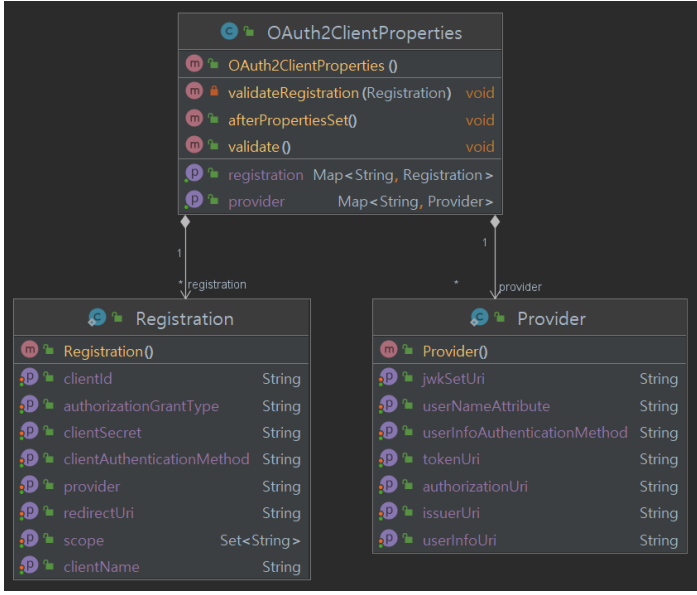 OAuth2ClientProperties
OAuth2ClientProperties ()
validateRegistration (Registration) void
afterPropertiesSet() void
validate () void
registration Map<String, Registration>
provider Map<String, Provider>
1
* registration
1
* provider
Registration
Registration()
clientId String
authorizationGrantType String
clientSecret String
clientAuthenticationMethod String
provider String
redirectUri String
scope Set<String>
clientName String
Provider
Provider()
jwkSetUri String
userNameAttribute String
userInfoAuthenticationMethod String
tokenUri String
authorizationUri String
issuerUri String
userInfoUri String